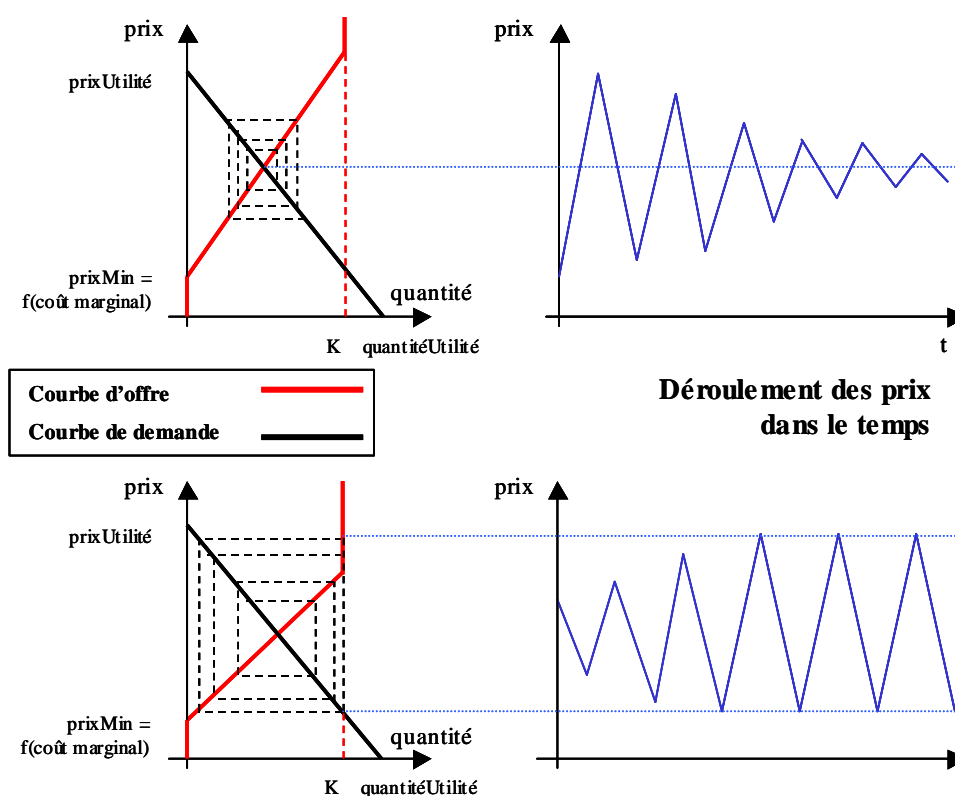 prix
prixUtilité
prixMin =
f(coût marginal)
quantité
K quantitéUtilité
prix
t
Courbe d'offre
Courbe de demande
Déroulement des prix
dans le temps
prix
prixUtilité
prixMin =
f(coût marginal)
quantité
K quantitéUtilité
prix